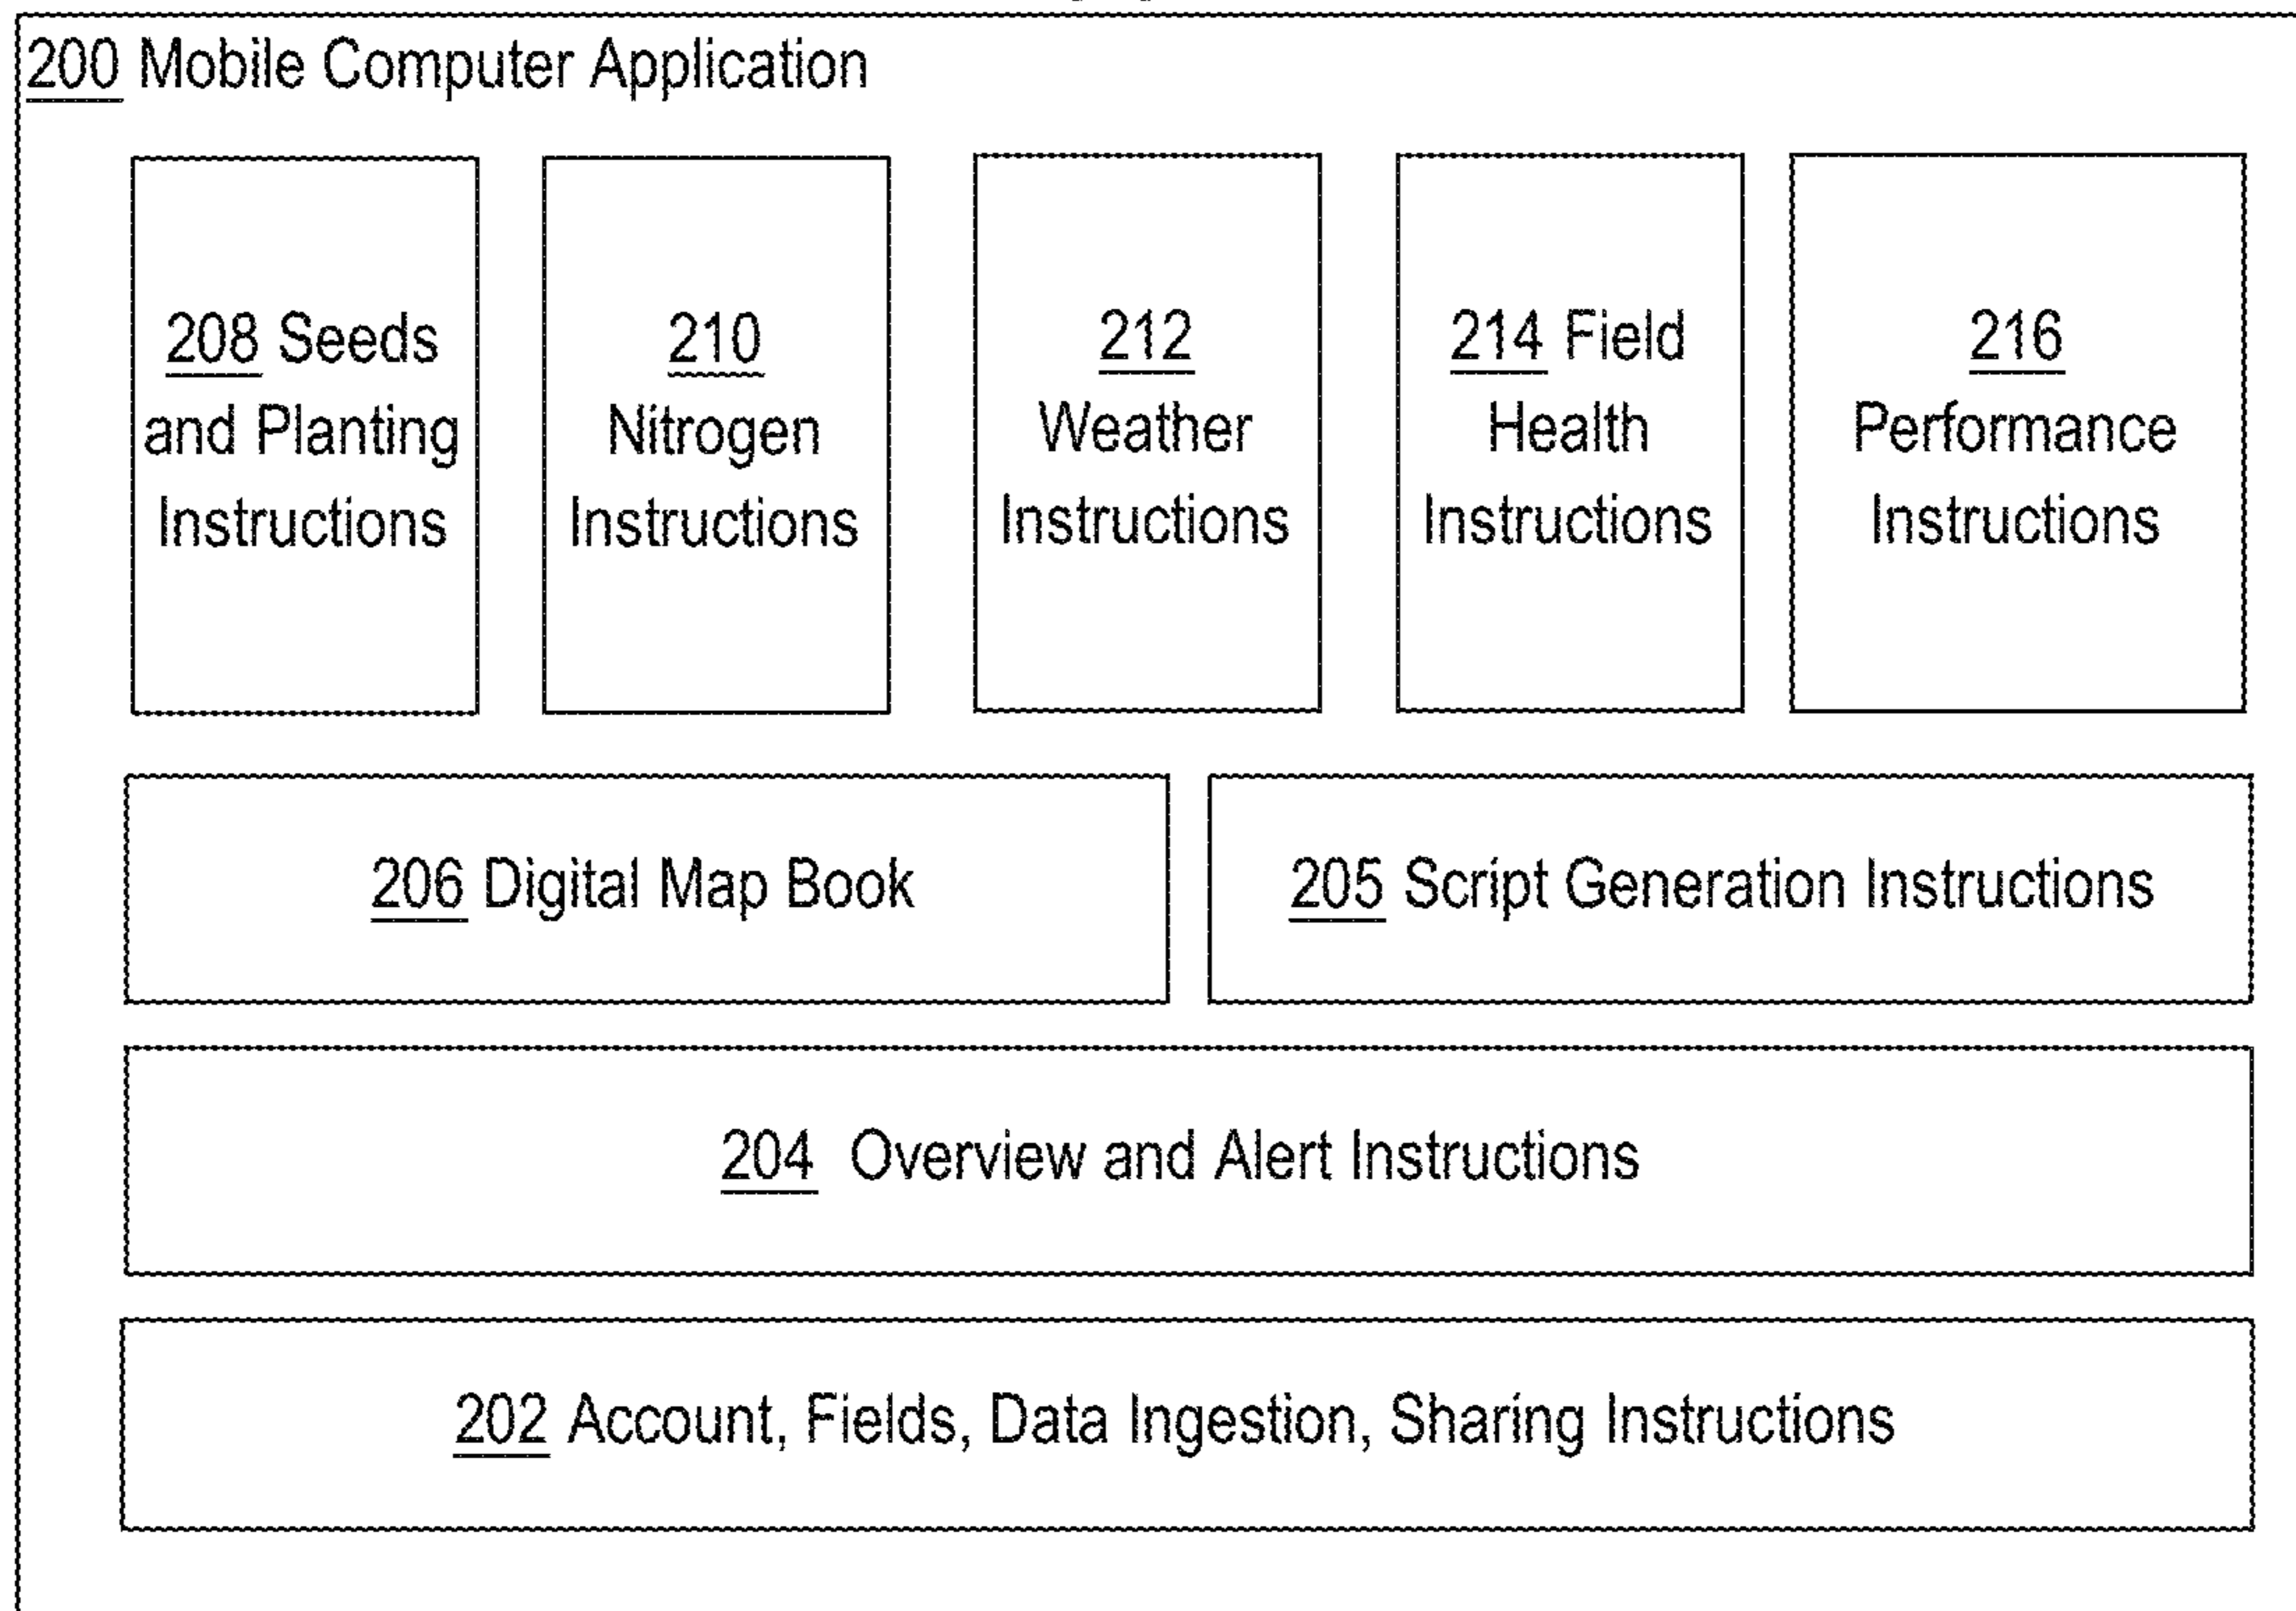 200 Mobile Computer Application
208 Seeds
and Planting
Instructions
210
Nitrogen
Instructions
212
Weather
Instructions
214 Field
Health
Instructions
216
Performance
Instructions
206 Digital Map Book
205 Script Generation Instructions
204 Overview and Alert Instructions
202 Account, Fields, Data Ingestion, Sharing Instructions